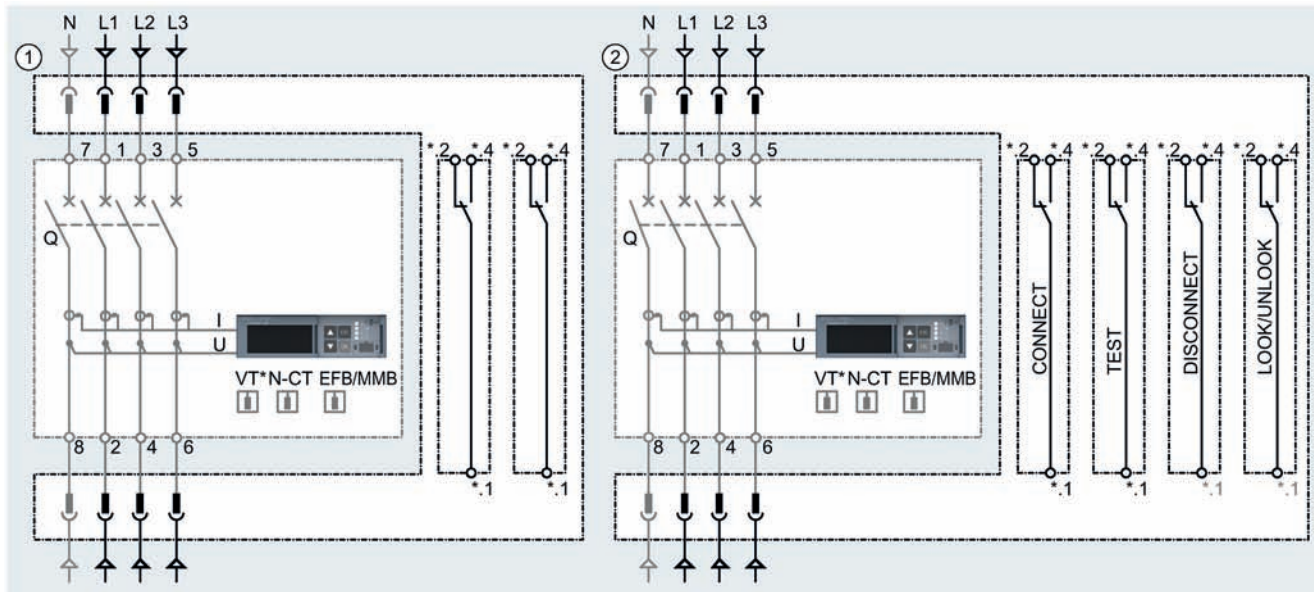 N L1 L2 L3
1
7 1 3 5
*.2 *.4 *.2 *.4
Q
I
U
VT* N-CT EFB/MMB
8 2 4 6
*.1 *.1
N L1 L2 L3
2
7 1 3 5
*.2 *.4 *.2 *.4 *.2 *.4 *.2 *.4
Q
I
U
VT* N-CT EFB/MMB
CONNECT
TEST
DISCONNECT
LOOK/UNLOOK
8 2 4 6
*.1 *.1 *.1 *.1